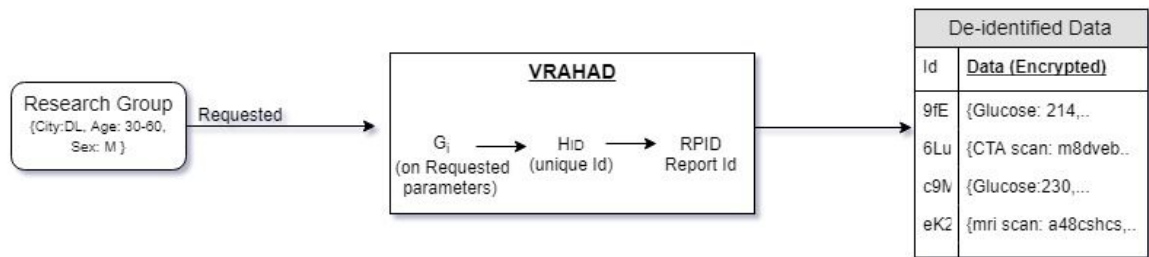 De-identified Data
Id Data (Encrypted)
VRAHAD
Research Group
{City:DL, Age: 30-60,
Sex: M }
Requested
Gi HID RPID
(on Requested (unique Id) Report Id
parameters)
9fE {Glucose: 214,..
6Lu {CTA scan: m8dveb..
c9M {Glucose:230,...
eK2 {mri scan: a48cshcs,..